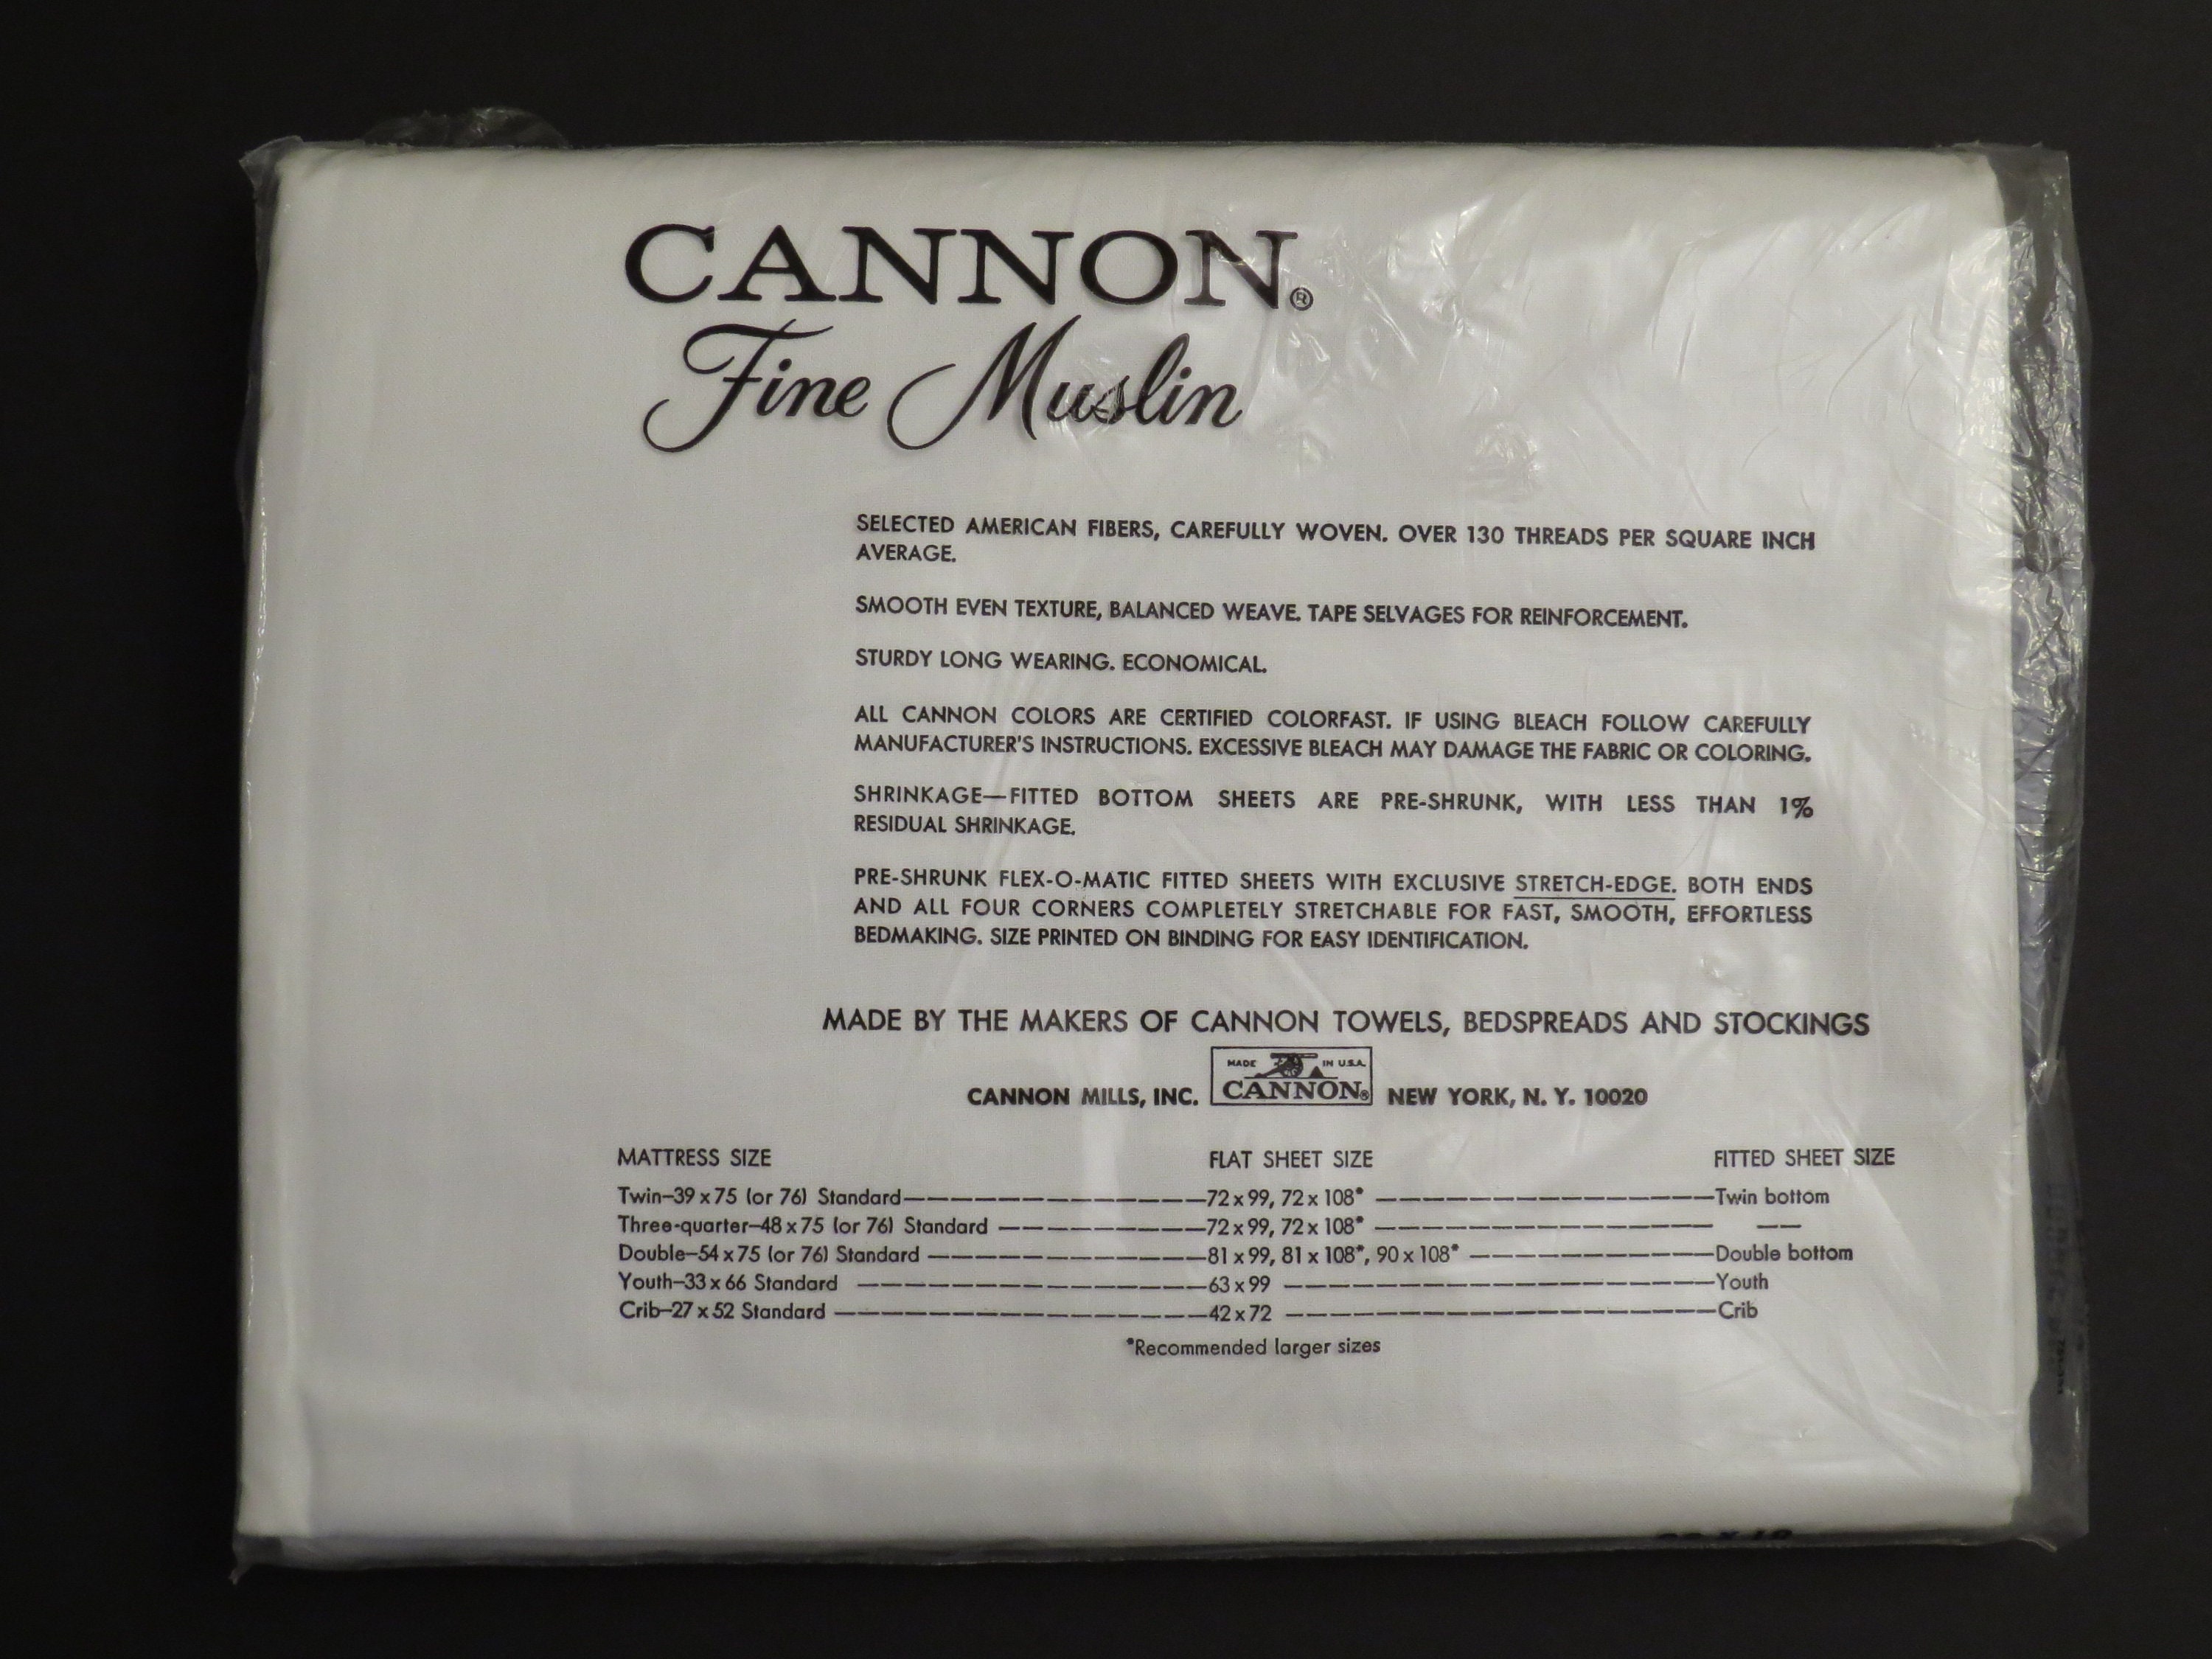 CANNON®
Fine Muslin
SELECTED AMERICAN FIBERS, CAREFULLY WOVEN. OVER 130 THREADS PER SQUARE INCH
AVERAGE.
SMOOTH EVEN TEXTURE, BALANCED WEAVE. TAPE SELVAGES FOR REINFORCEMENT.
STURDY LONG WEARING. ECONOMICAL.
ALL CANNON COLORS ARE CERTIFIED COLORFAST. IF USING BLEACH FOLLOW CAREFULLY
MANUFACTURER'S INSTRUCTIONS. EXCESSIVE BLEACH MAY DAMAGE THE FABRIC OR COLORING.
SHRINKAGE—FITTED BOTTOM SHEETS ARE PRE-SHRUNK, WITH LESS THAN 1%
RESIDUAL SHRINKAGE.
PRE-SHRUNK FLEX-O-MATIC FITTED SHEETS WITH EXCLUSIVE STRETCH-EDGE. BOTH ENDS
AND ALL FOUR CORNERS COMPLETELY STRETCHABLE FOR FAST, SMOOTH, EFFORTLESS
BEDMAKING. SIZE PRINTED ON BINDING FOR EASY IDENTIFICATION.
MADE BY THE MAKERS OF CANNON TOWELS, BEDSPREADS AND STOCKINGS
MADE IN U.S.A.
CANNON MILLS, INC. CANNON® NEW YORK, N. Y. 10020
MATTRESS SIZE FLAT SHEET SIZE FITTED SHEET SIZE
Twin–39 x 75 (or 76) Standard 72 x 99, 72 x 108* Twin bottom
Three-quarter–48 x 75 (or 76) Standard 72 x 99, 72 x 108* ——
Double–54 x 75 (or 76) Standard 81 x 99, 81 x 108*, 90 x 108* Double bottom
Youth–33 x 66 Standard 63 x 99 Youth
Crib–27 x 52 Standard 42 x 72 Crib
*Recommended larger sizes